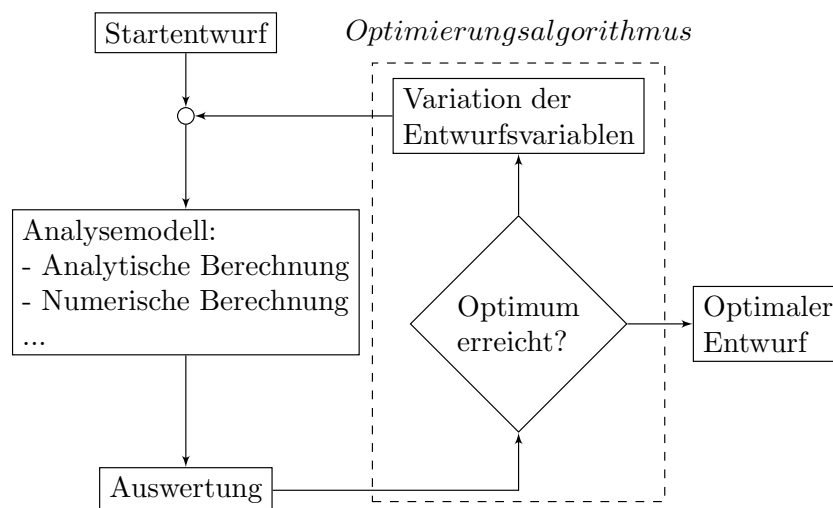 Startentwurf
Optimierungsalgorithmus
Variation der
Entwurfsvariablen
Analysemodell:
- Analytische Berechnung
- Numerische Berechnung
...
Optimum
erreicht?
Optimaler
Entwurf
Auswertung